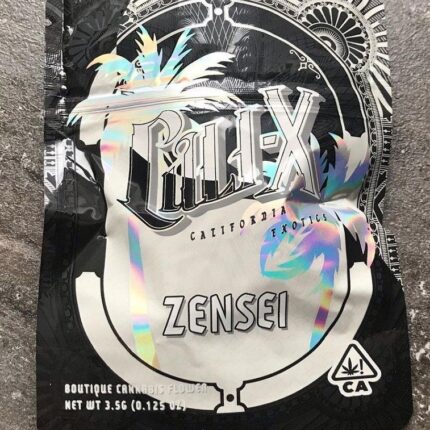 CALI-X
CALIFORNIA
EXOTICS
ZENSEI
BOUTIQUE CANNABIS FLOWER
NET WT 3.5G (0.125 OZ)
!
CA